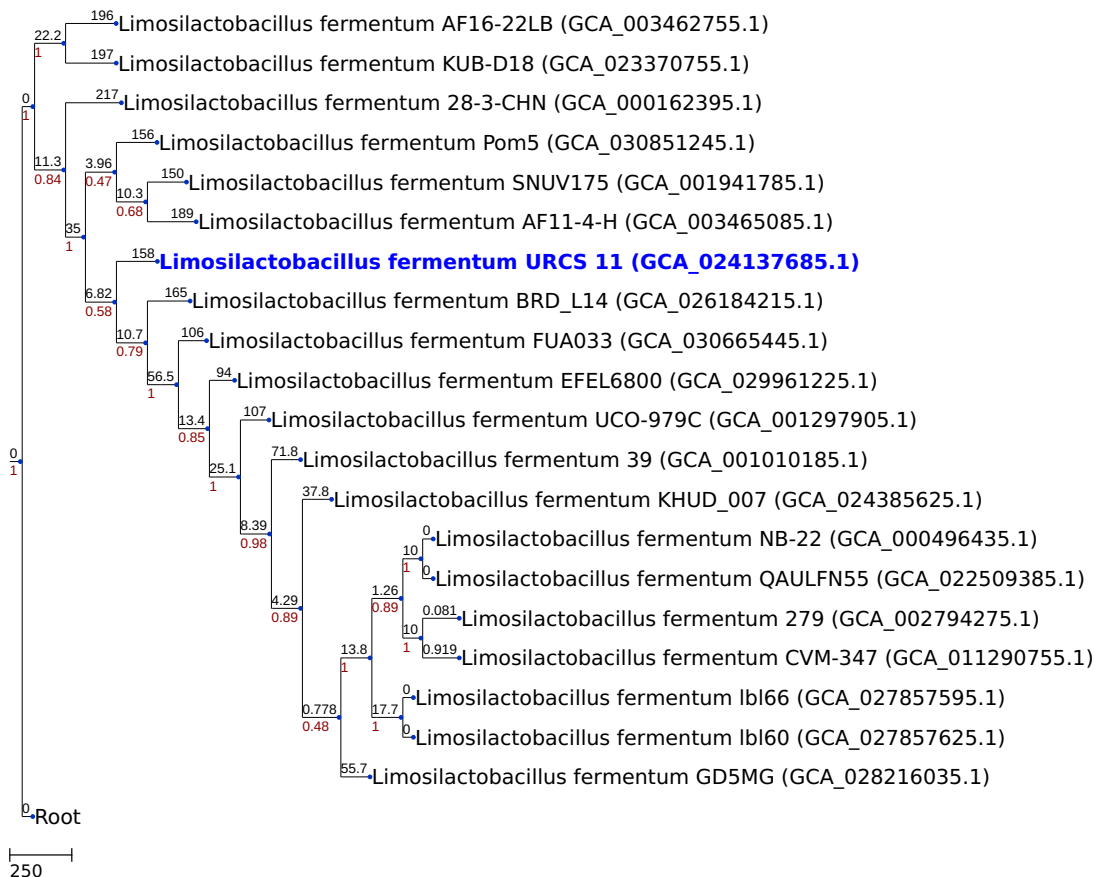 196
Limosilactobacillus fermentum AF16-22LB (GCA_003462755.1)
22.2
1
197
Limosilactobacillus fermentum KUB-D18 (GCA_023370755.1)
0
1
217
Limosilactobacillus fermentum 28-3-CHN (GCA_000162395.1)
11.3
0.84
156
Limosilactobacillus fermentum Pom5 (GCA_030851245.1)
3.96
0.47
150
Limosilactobacillus fermentum SNUV175 (GCA_001941785.1)
10.3
0.68
189
Limosilactobacillus fermentum AF11-4-H (GCA_003465085.1)
35
1
158
Limosilactobacillus fermentum URCS 11 (GCA_024137685.1)
6.82
0.58
165
Limosilactobacillus fermentum BRD_L14 (GCA_026184215.1)
10.7
0.79
106
Limosilactobacillus fermentum FUA033 (GCA_030665445.1)
56.5
1
94
Limosilactobacillus fermentum EFEL6800 (GCA_029961225.1)
13.4
0.85
107
Limosilactobacillus fermentum UCO-979C (GCA_001297905.1)
25.1
1
71.8
Limosilactobacillus fermentum 39 (GCA_001010185.1)
0
1
37.8
Limosilactobacillus fermentum KHUD_007 (GCA_024385625.1)
8.39
0.98
0
Limosilactobacillus fermentum NB-22 (GCA_000496435.1)
10
1
0
Limosilactobacillus fermentum QAULFN55 (GCA_022509385.1)
1.26
0.89
4.29
0.89
0.081
Limosilactobacillus fermentum 279 (GCA_002794275.1)
10
1
0.919
Limosilactobacillus fermentum CVM-347 (GCA_011290755.1)
13.8
1
0
Limosilactobacillus fermentum lbl66 (GCA_027857595.1)
17.7
1
0.778
0.48
0
Limosilactobacillus fermentum lbl60 (GCA_027857625.1)
55.7
Limosilactobacillus fermentum GD5MG (GCA_028216035.1)
0
Root
250